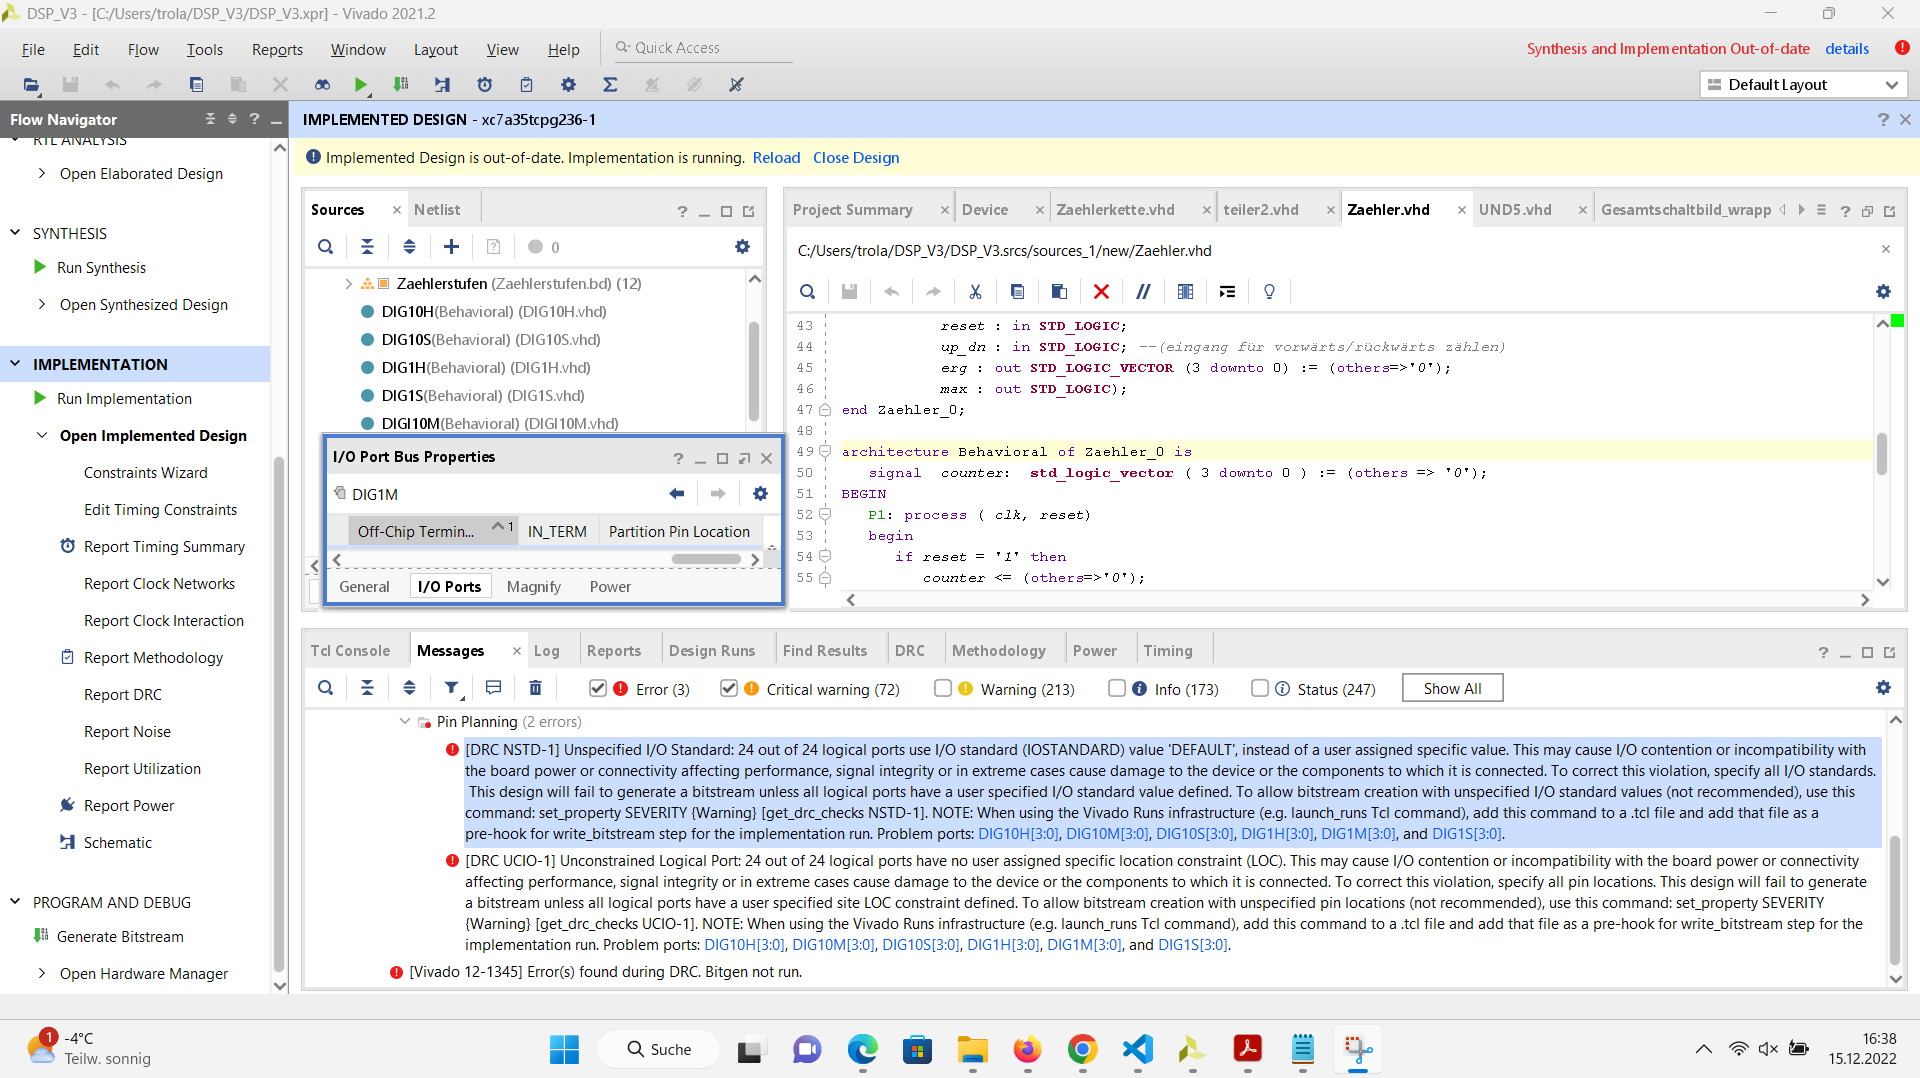 DSP_V3 - [C:/Users/trola/DSP_V3/DSP_V3.xpr] - Vivado 2021.2
File Edit Flow Tools Reports Window Layout View Help Quick Access
Synthesis and Implementation Out-of-date details
Default Layout
Flow Navigator
IMPLEMENTED DESIGN - xc7a35tcpg236-1
Implemented Design is out-of-date. Implementation is running. Reload Close Design
RTL ANALYSIS
Open Elaborated Design
SYNTHESIS
Run Synthesis
Open Synthesized Design
IMPLEMENTATION
Run Implementation
Open Implemented Design
Constraints Wizard
Edit Timing Constraints
Report Timing Summary
Report Clock Networks
Report Clock Interaction
Report Methodology
Report DRC
Report Noise
Report Utilization
Report Power
Schematic
PROGRAM AND DEBUG
Generate Bitstream
Open Hardware Manager
Sources Netlist
0
Zaehlerstufen (Zaehlerstufen.bd) (12)
DIG10H(Behavioral) (DIG10H.vhd)
DIG10S(Behavioral) (DIG10S.vhd)
DIG1H(Behavioral) (DIG1H.vhd)
DIG1S(Behavioral) (DIG1S.vhd)
DIGI10M(Behavioral) (DIGI10M.vhd)
I/O Port Bus Properties
DIG1M
Off-Chip Termin... 1 IN_TERM Partition Pin Location
General I/O Ports Magnify Power
Project Summary Device Zaehlerkette.vhd teiler2.vhd Zaehler.vhd UND5.vhd Gesamtschaltbild_wrapp
C:/Users/trola/DSP_V3/DSP_V3.srcs/sources_1/new/Zaehler.vhd
43 reset : in STD_LOGIC;
44 up_dn : in STD_LOGIC; --(eingang für vorwärts/rückwärts zählen)
45 erg : out STD_LOGIC_VECTOR (3 downto 0) := (others=>'0');
46 max : out STD_LOGIC);
47 end Zaehler_0;
48
49 architecture Behavioral of Zaehler_0 is
50 signal counter: std_logic_vector ( 3 downto 0 ) := (others => '0');
51 BEGIN
52 P1: process ( clk, reset)
53 begin
54 if reset = '1' then
55 counter <= (others=>'0');
Tcl Console Messages Log Reports Design Runs Find Results DRC Methodology Power Timing
Error (3) Critical warning (72) Warning (213) Info (173) Status (247) Show All
Pin Planning (2 errors)
[DRC NSTD-1] Unspecified I/O Standard: 24 out of 24 logical ports use I/O standard (IOSTANDARD) value 'DEFAULT', instead of a user assigned specific value. This may cause I/O contention or incompatibility with
the board power or connectivity affecting performance, signal integrity or in extreme cases cause damage to the device or the components to which it is connected. To correct this violation, specify all I/O standards.
This design will fail to generate a bitstream unless all logical ports have a user specified I/O standard value defined. To allow bitstream creation with unspecified I/O standard values (not recommended), use this
command: set_property SEVERITY {Warning} [get_drc_checks NSTD-1]. NOTE: When using the Vivado Runs infrastructure (e.g. launch_runs Tcl command), add this command to a .tcl file and add that file as a
pre-hook for write_bitstream step for the implementation run. Problem ports: DIG10H[3:0], DIG10M[3:0], DIG10S[3:0], DIG1H[3:0], DIG1M[3:0], and DIG1S[3:0].
[DRC UCIO-1] Unconstrained Logical Port: 24 out of 24 logical ports have no user assigned specific location constraint (LOC). This may cause I/O contention or incompatibility with the board power or connectivity
affecting performance, signal integrity or in extreme cases cause damage to the device or the components to which it is connected. To correct this violation, specify all pin locations. This design will fail to generate
a bitstream unless all logical ports have a user specified site LOC constraint defined. To allow bitstream creation with unspecified pin locations (not recommended), use this command: set_property SEVERITY
{Warning} [get_drc_checks UCIO-1]. NOTE: When using the Vivado Runs infrastructure (e.g. launch_runs Tcl command), add this command to a .tcl file and add that file as a pre-hook for write_bitstream step for the
implementation run. Problem ports: DIG10H[3:0], DIG10M[3:0], DIG10S[3:0], DIG1H[3:0], DIG1M[3:0], and DIG1S[3:0].
[Vivado 12-1345] Error(s) found during DRC. Bitgen not run.
1
-4°C
Teilw. sonnig
Suche
16:38
15.12.2022